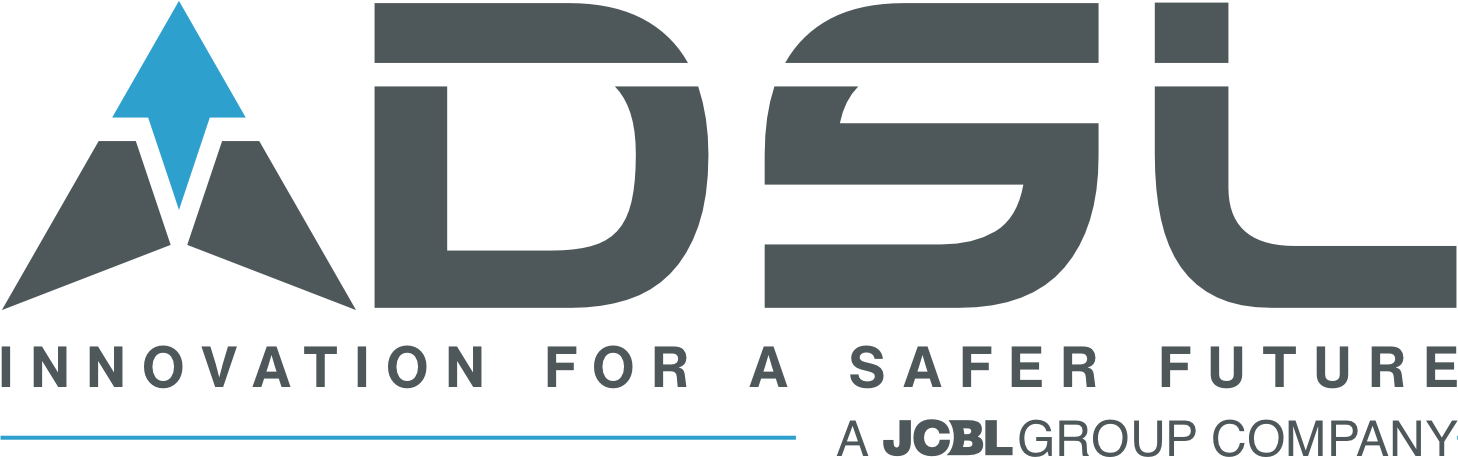 ADSL
INNOVATION FOR A SAFER FUTURE
A JCBL GROUP COMPANY